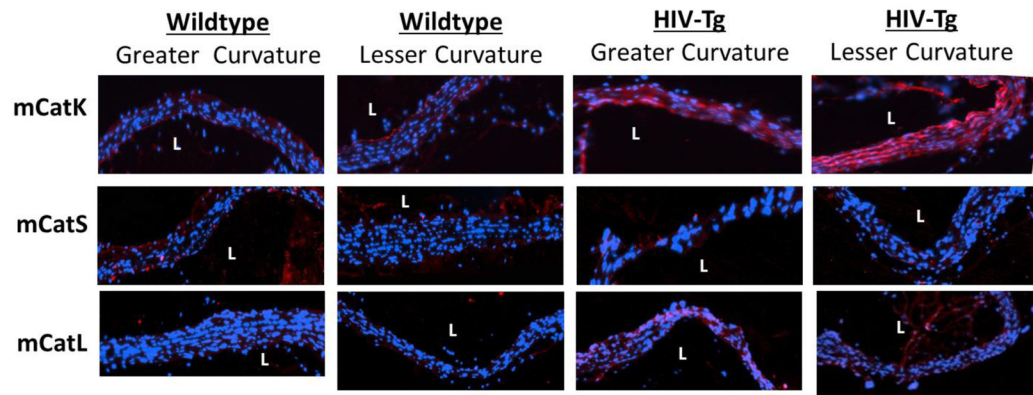 Wildtype Wildtype HIV-Tg HIV-Tg
Greater Curvature Lesser Curvature Greater Curvature Lesser Curvature
mCatK L L L L
mCatS L L L L
mCatL L L L L